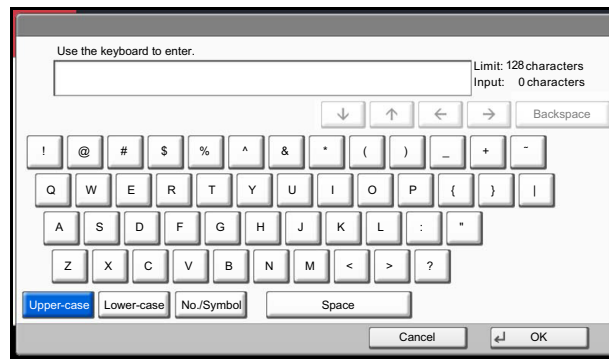 Use the keyboard to enter.
Limit: 128 characters
Input: 0 characters
↓ ↑ ← → Backspace
! @ # $ % ^ & * ( ) _ + ~
Q W E R T Y U I O P { } |
A S D F G H J K L : "
Z X C V B N M < > ?
Upper-case Lower-case No./Symbol Space
Cancel ↵ OK